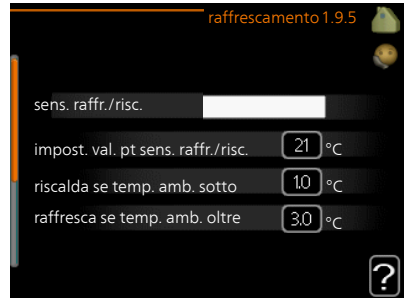 raffrescamento 1.9.5
sens. raffr./risc.
impost. val. pt sens. raffr./risc. 21 °C
riscalda se temp. amb. sotto 1.0 °C
raffresca se temp. amb. oltre 3.0 °C
?